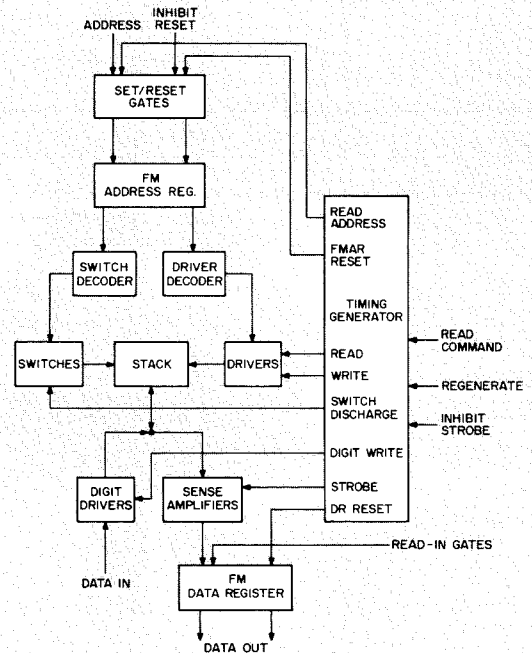 ADDRESS
INHIBIT
RESET
SET/RESET
GATES
FM
ADDRESS REG.
SWITCH
DECODER
DRIVER
DECODER
SWITCHES
STACK
DRIVERS
DIGIT
DRIVERS
SENSE
AMPLIFIERS
DATA IN
FM
DATA REGISTER
DATA OUT
READ
ADDRESS
FMAR
RESET
TIMING
GENERATOR
READ
WRITE
SWITCH
DISCHARGE
DIGIT WRITE
STROBE
DR RESET
READ
COMMAND
REGENERATE
INHIBIT
STROBE
READ-IN GATES